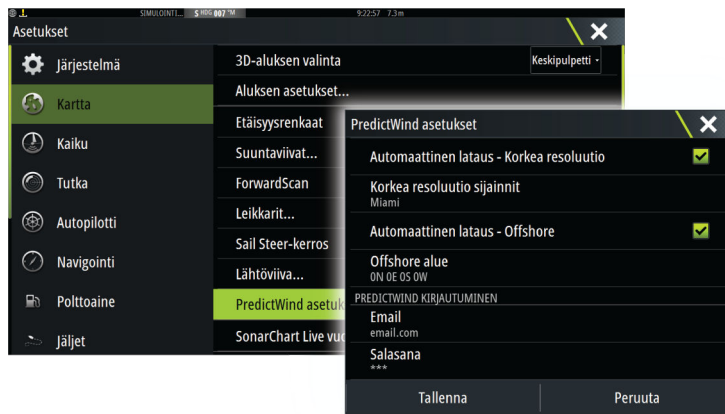 SIMULOINTI... S HDG 007 °M 9:22:57 7.3 m
Asetukset
Järjestelmä
Kartta
Kaiku
Tutka
Autopilotti
Navigointi
Polttoaine
Jäljet
3D-aluksen valinta Keskipulpetti
Aluksen asetukset...
Etäisyysrenkaat
Suuntaviivat...
ForwardScan
Leikkarit...
Sail Steer-kerros
Lähtöviiva...
PredictWind asetuk
SonarChart Live vuo
PredictWind asetukset
Automaattinen lataus - Korkea resoluutio
Korkea resoluutio sijainnit
Miami
Automaattinen lataus - Offshore
Offshore alue
0N 0E 0S 0W
PREDICTWIND KIRJAUTUMINEN
Email
email.com
Salasana
***
Tallenna Peruuta